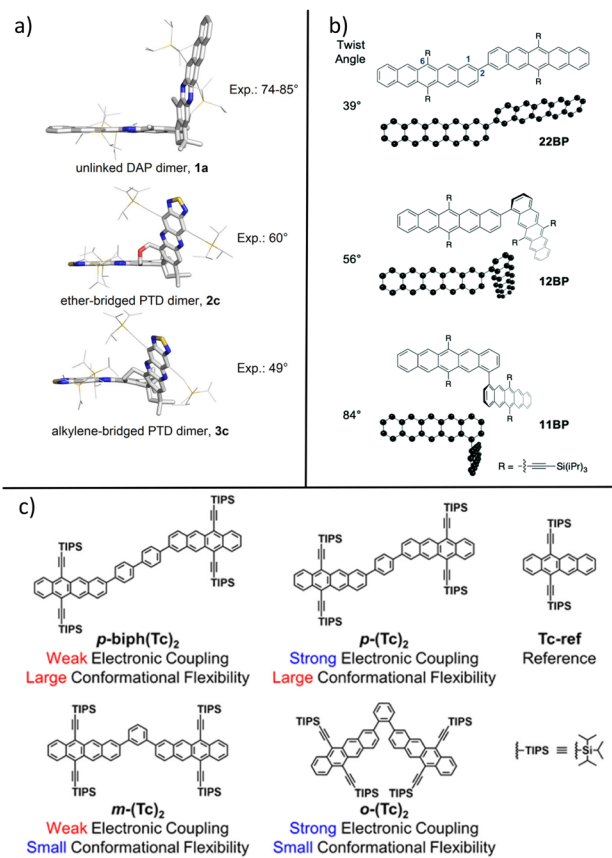 a)
Exp.: 74-85°
unlinked DAP dimer, 1a
Exp.: 60°
ether-bridged PTD dimer, 2c
Exp.: 49°
alkylene-bridged PTD dimer, 3c
b)
Twist
Angle
R
R
6
1
2
R
R
39°
22BP
R
R
R
R
56°
12BP
R
R
R
R
84°
11BP
R =
Si(iPr)3
c)
TIPS
TIPS
TIPS
TIPS
p-biph(Tc)2
Weak Electronic Coupling
Large Conformational Flexibility
TIPS
TIPS
TIPS
TIPS
p-(Tc)2
Strong Electronic Coupling
Large Conformational Flexibility
TIPS
TIPS
Tc-ref
Reference
TIPS
TIPS
TIPS
TIPS
m-(Tc)2
Weak Electronic Coupling
Small Conformational Flexibility
TIPS
TIPS
TIPS
TIPS
o-(Tc)2
Strong Electronic Coupling
Small Conformational Flexibility
TIPS ≡ Si